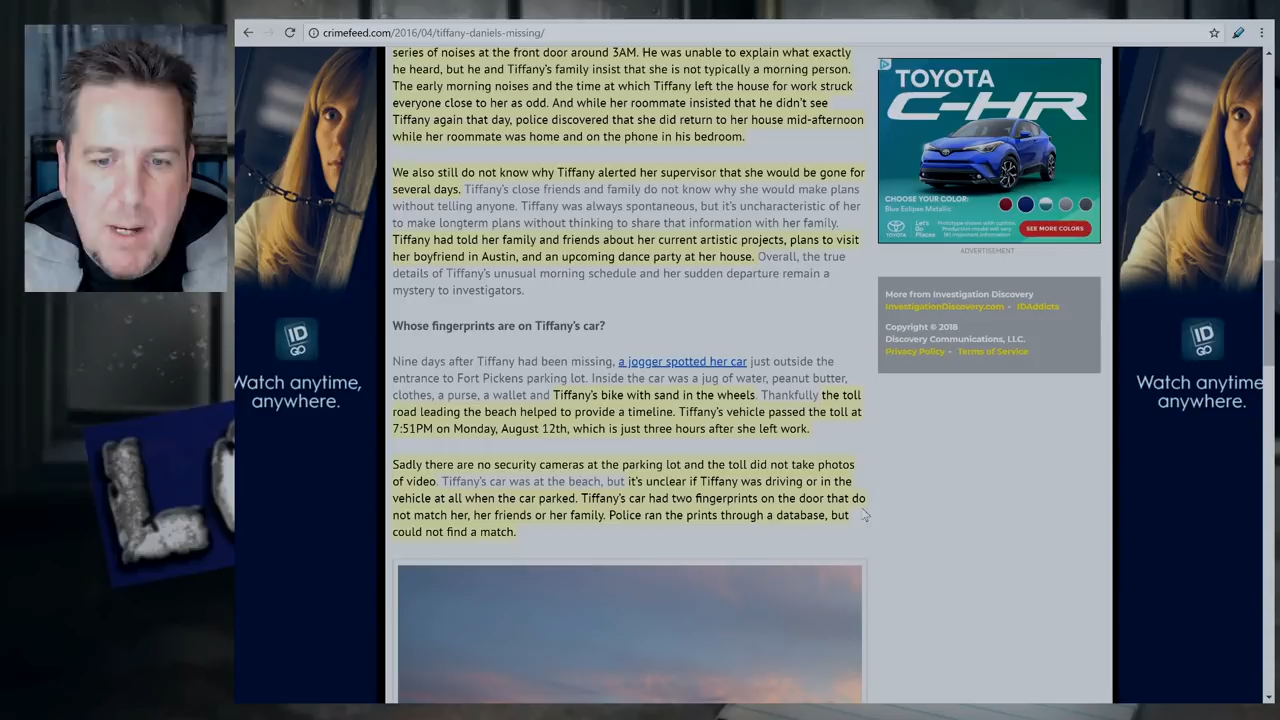 crimefeed.com/2016/04/tiffany-daniels-missing/
series of noises at the front door around 3AM. He was unable to explain what exactly
he heard, but he and Tiffany's family insist that she is not typically a morning person.
The early morning noises and the time at which Tiffany left the house for work struck
everyone close to her as odd. And while her roommate insisted that he didn't see
Tiffany again that day, police discovered that she did return to her house mid-afternoon
while her roommate was home and on the phone in his bedroom.
We also still do not know why Tiffany alerted her supervisor that she would be gone for
several days. Tiffany's close friends and family do not know why she would make plans
without telling anyone. Tiffany was always spontaneous, but it's uncharacteristic of her
to make longterm plans without thinking to share that information with her family.
Tiffany had told her family and friends about her current artistic projects, plans to visit
her boyfriend in Austin, and an upcoming dance party at her house. Overall, the true
details of Tiffany's unusual morning schedule and her sudden departure remain a
mystery to investigators.
Whose fingerprints are on Tiffany's car?
Nine days after Tiffany had been missing, a jogger spotted her car just outside the
entrance to Fort Pickens parking lot. Inside the car was a jug of water, peanut butter,
clothes, a purse, a wallet and Tiffany's bike with sand in the wheels. Thankfully the toll
road leading the beach helped to provide a timeline. Tiffany's vehicle passed the toll at
7:51PM on Monday, August 12th, which is just three hours after she left work.
Sadly there are no security cameras at the parking lot and the toll did not take photos
of video. Tiffany's car was at the beach, but it's unclear if Tiffany was driving or in the
vehicle at all when the car parked. Tiffany's car had two fingerprints on the door that do
not match her, her friends or her family. Police ran the prints through a database, but
could not find a match.
TOYOTA
C-HR
CHOOSE YOUR COLOR:
Blue Eclipse Metallic
TOYOTA
Let's
Go
Places
Prototype shown with options.
Production model will vary.
SEE MORE COLORS
ADVERTISEMENT
More from Investigation Discovery
InvestigationDiscovery.com - IDAddicts
Copyright © 2018
Discovery Communications, LLC.
Privacy Policy - Terms of Service
ID
GO
Watch anytime,
anywhere.
ID
GO
Watch anytime,
anywhere.